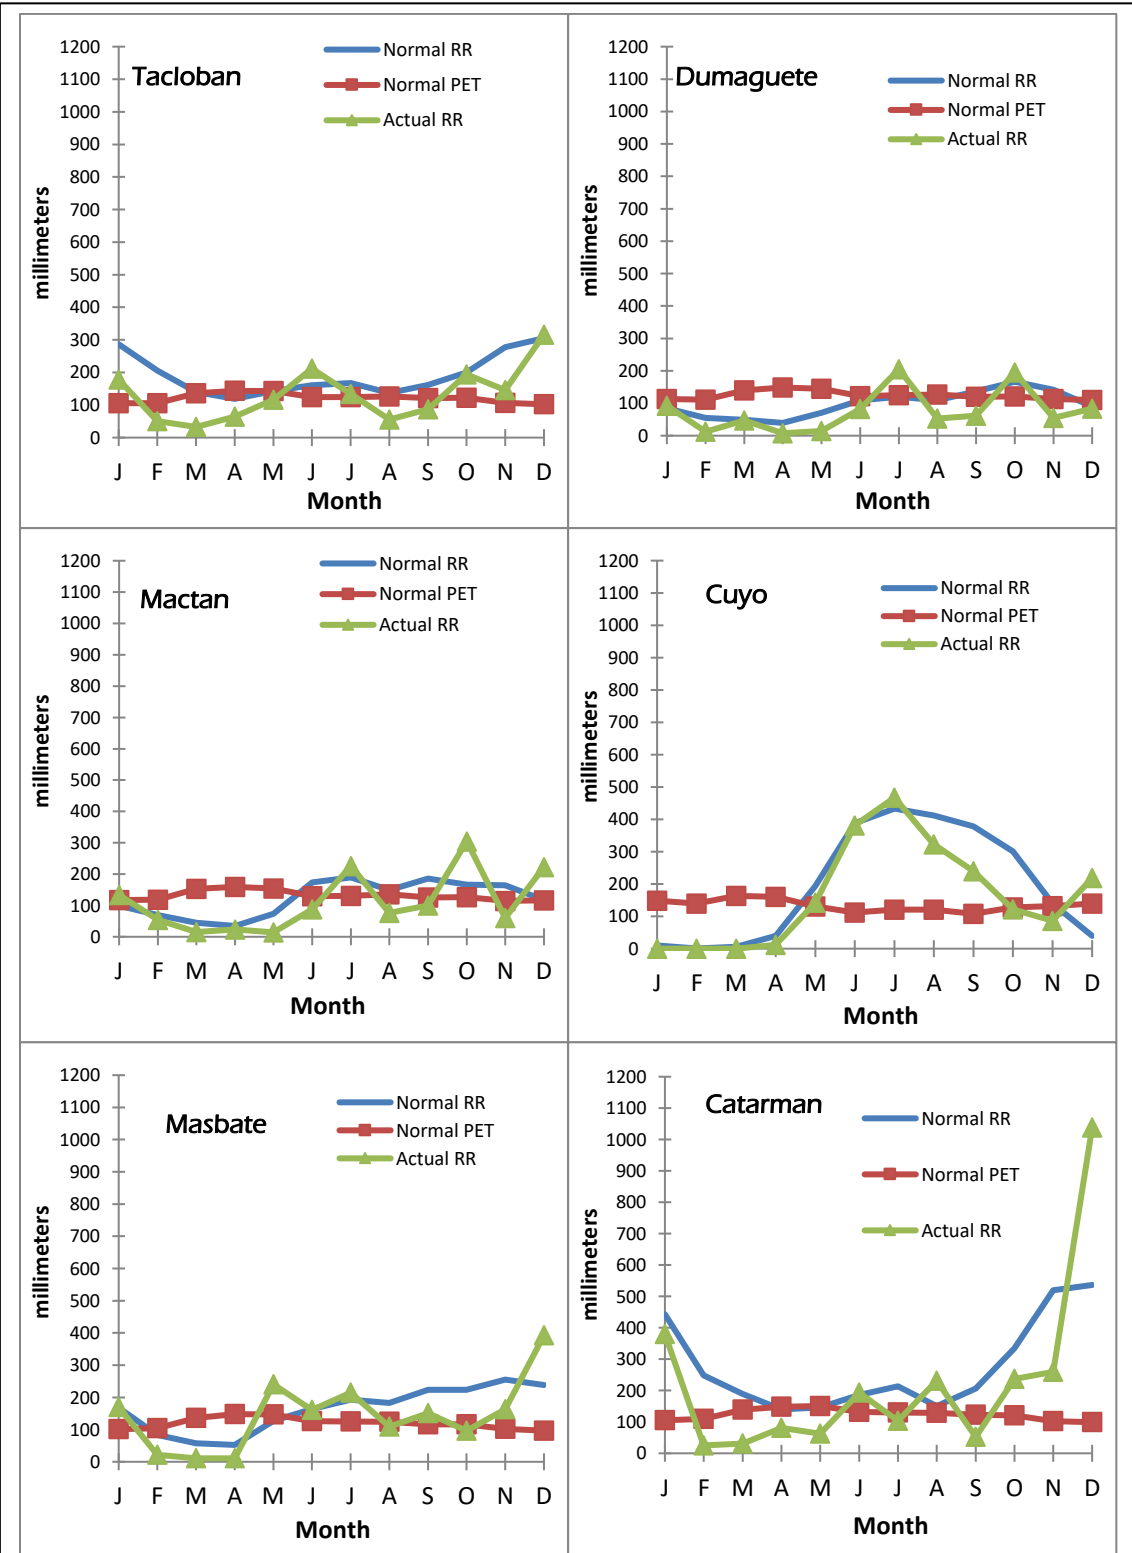 Tacloban
Normal RR
Normal PET
Actual RR
1200
1100
1000
900
800
700
600
500
400
300
200
100
0
millimeters
J F M A M J J A S O N D
Month
Dumaguete
Normal RR
Normal PET
Actual RR
1200
1100
1000
900
800
700
600
500
400
300
200
100
0
millimeters
J F M A M J J A S O N D
Month
Mactan
Normal RR
Normal PET
Actual RR
1200
1100
1000
900
800
700
600
500
400
300
200
100
0
millimeters
J F M A M J J A S O N D
Month
Cuyo
Normal RR
Normal PET
Actual RR
1200
1100
1000
900
800
700
600
500
400
300
200
100
0
millimeters
J F M A M J J A S O N D
Month
Masbate
Normal RR
Normal PET
Actual RR
1200
1100
1000
900
800
700
600
500
400
300
200
100
0
millimeters
J F M A M J J A S O N D
Month
Catarman
Normal RR
Normal PET
Actual RR
1200
1100
1000
900
800
700
600
500
400
300
200
100
0
millimeters
J F M A M J J A S O N D
Month